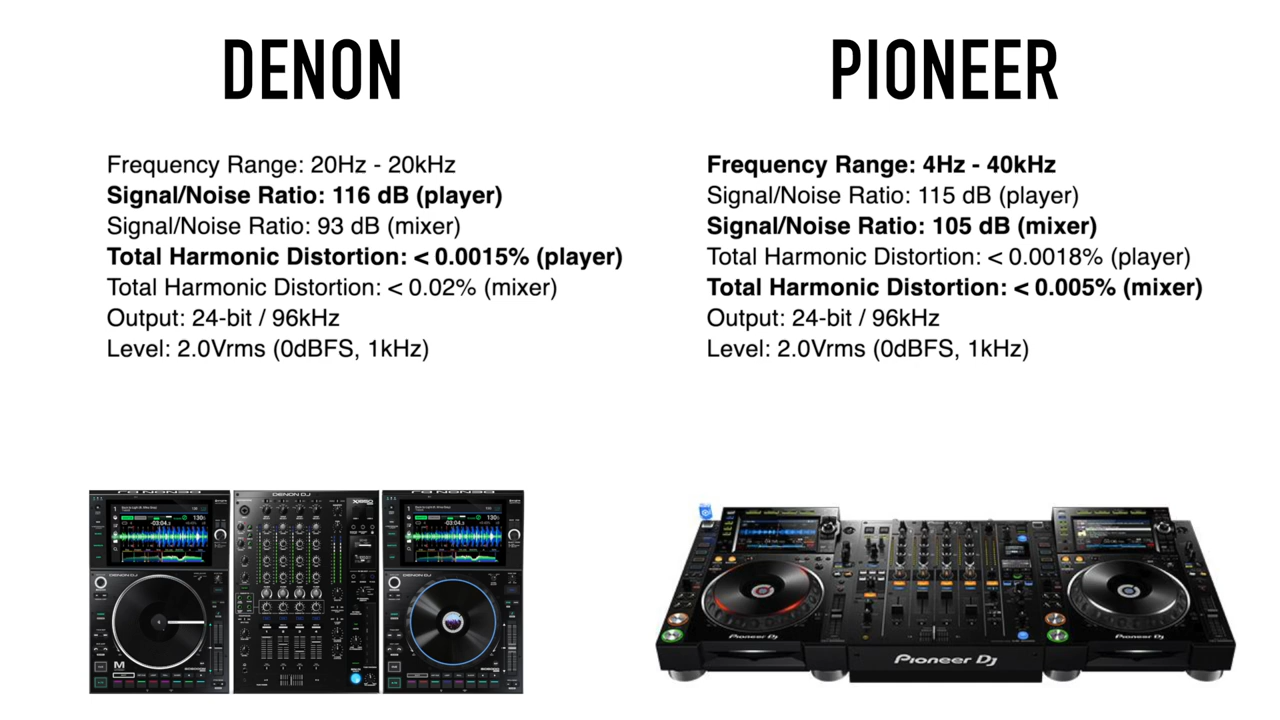 DENON
Frequency Range: 20Hz - 20kHz
Signal/Noise Ratio: 116 dB (player)
Signal/Noise Ratio: 93 dB (mixer)
Total Harmonic Distortion: < 0.0015% (player)
Total Harmonic Distortion: < 0.02% (mixer)
Output: 24-bit / 96kHz
Level: 2.0Vrms (0dBFS, 1kHz)
PIONEER
Frequency Range: 4Hz - 40kHz
Signal/Noise Ratio: 115 dB (player)
Signal/Noise Ratio: 105 dB (mixer)
Total Harmonic Distortion: < 0.0018% (player)
Total Harmonic Distortion: < 0.005% (mixer)
Output: 24-bit / 96kHz
Level: 2.0Vrms (0dBFS, 1kHz)
DENON DJ
DENON DJ
DENON DJ
Pioneer Dj
Pioneer Dj
Pioneer Dj